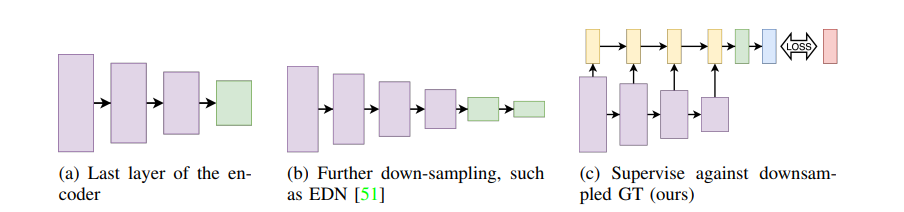 LOSS
(a) Last layer of the en-
coder
(b) Further down-sampling, such
as EDN [51]
(c) Supervise against downsam-
pled GT (ours)